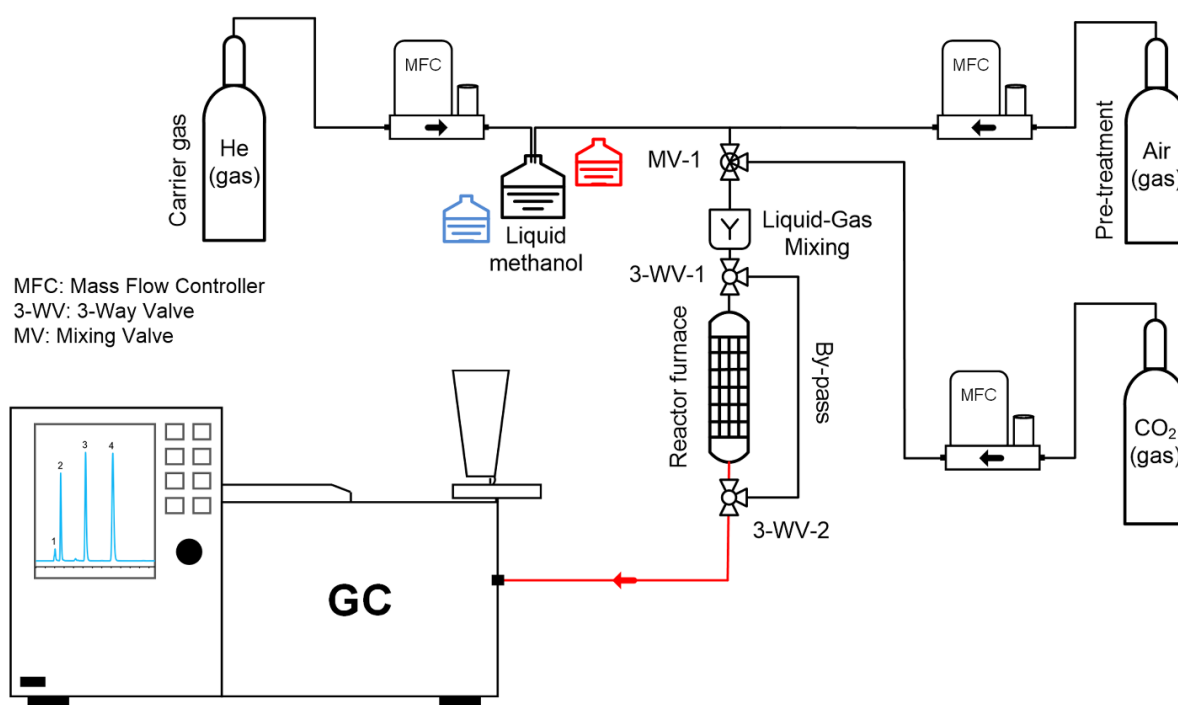 MFC
MFC
Carrier gas
He
(gas)
Pre-treatment
Air
(gas)
MV-1
Liquid
methanol
Liquid-Gas
Mixing
3-WV-1
MFC: Mass Flow Controller
3-WV: 3-Way Valve
MV: Mixing Valve
Reactor furnace
By-pass
MFC
CO₂
(gas)
1
2
3
4
3-WV-2
GC